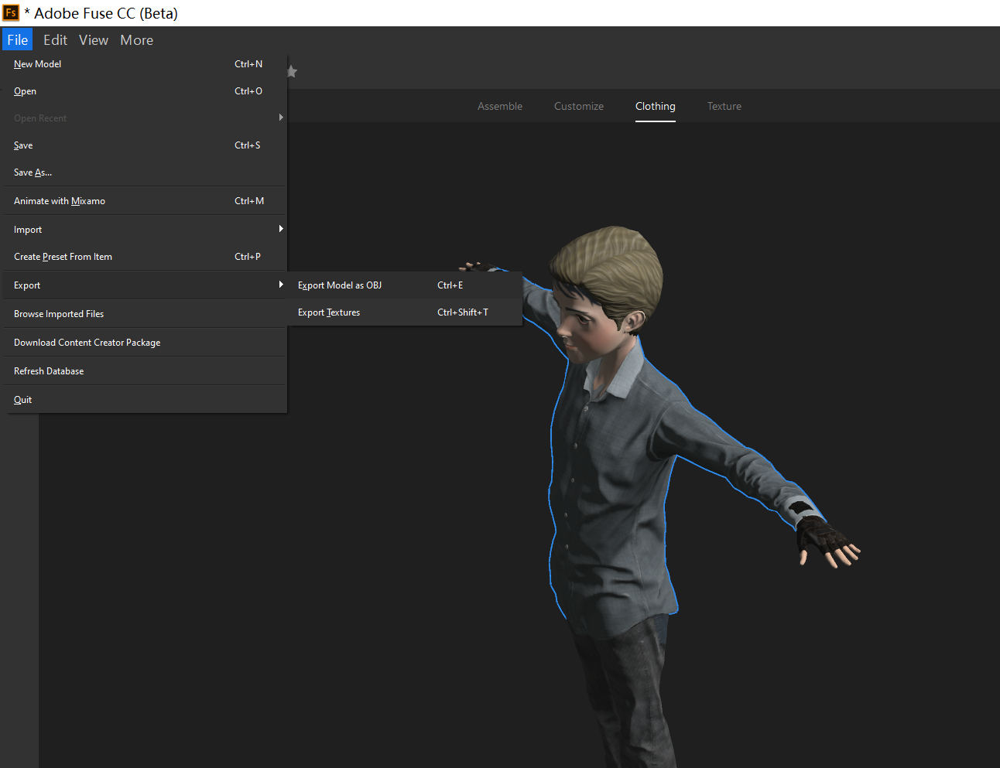 Fs * Adobe Fuse CC (Beta)
File Edit View More
New Model Ctrl+N
Open Ctrl+O
Open Recent
Save Ctrl+S
Save As...
Animate with Mixamo Ctrl+M
Import
Create Preset From Item Ctrl+P
Export
Browse Imported Files
Download Content Creator Package
Refresh Database
Quit
Export Model as OBJ Ctrl+E
Export Textures Ctrl+Shift+T
Assemble Customize Clothing Texture